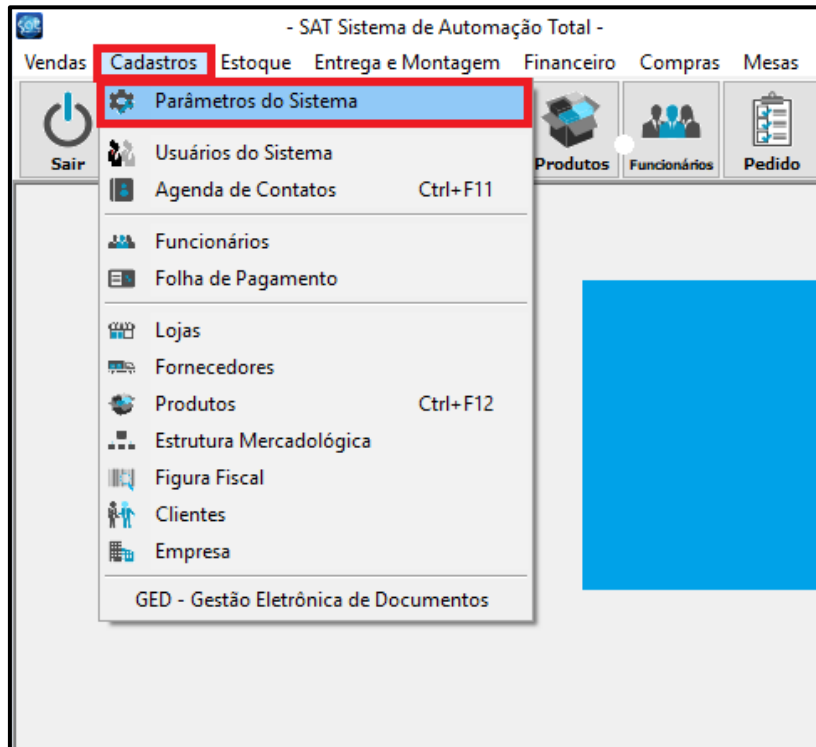 SAT
- SAT Sistema de Automação Total -
Vendas Cadastros Estoque Entrega e Montagem Financeiro Compras Mesas
Sair Produtos Funcionários Pedido
Parâmetros do Sistema
Usuários do Sistema
Agenda de Contatos Ctrl+F11
Funcionários
Folha de Pagamento
Lojas
Fornecedores
Produtos Ctrl+F12
Estrutura Mercadológica
Figura Fiscal
Clientes
Empresa
GED - Gestão Eletrônica de Documentos